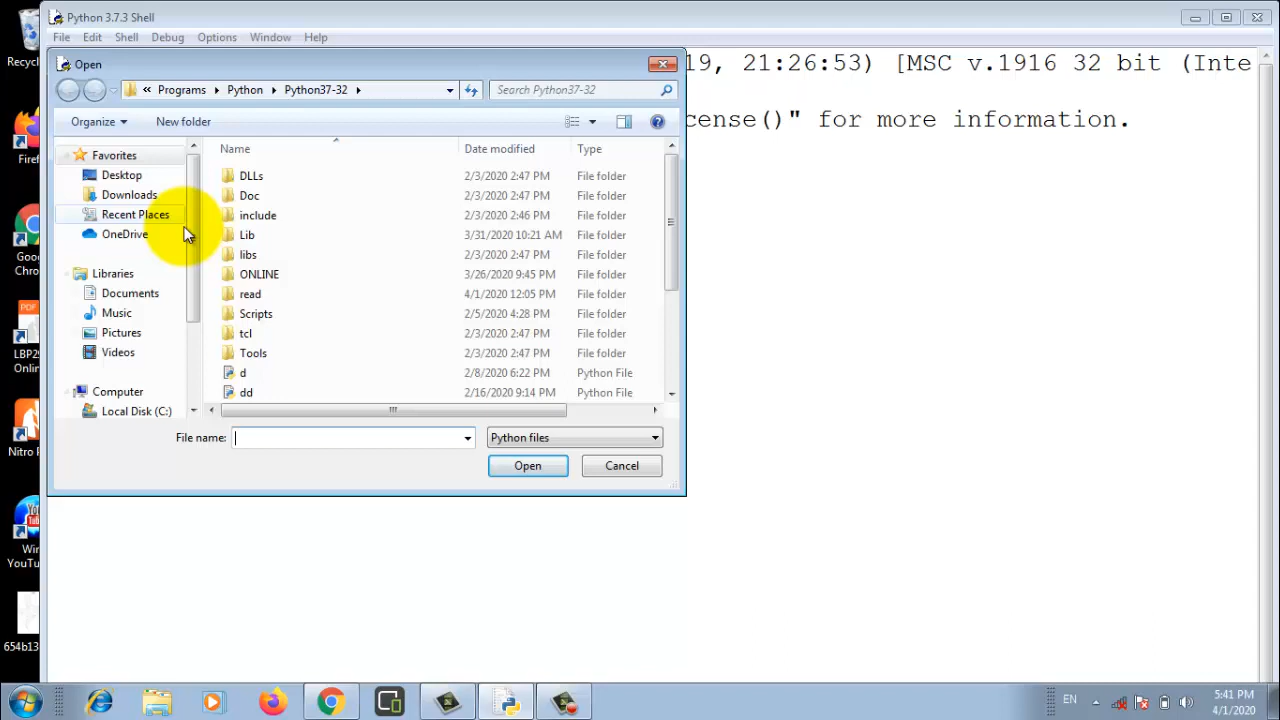 Python 3.7.3 Shell
File Edit Shell Debug Options Window Help
19, 21:26:53) [MSC v.1916 32 bit (Inte
cense()" for more information.
Open
Programs Python Python37-32
Search Python37-32
Organize New folder
Name Date modified Type
Favorites
Desktop
Downloads
Recent Places
OneDrive
Libraries
Documents
Music
Pictures
Videos
Computer
Local Disk (C:)
DLLs 2/3/2020 2:47 PM File folder
Doc 2/3/2020 2:47 PM File folder
include 2/3/2020 2:46 PM File folder
Lib 3/31/2020 10:21 AM File folder
libs 2/3/2020 2:47 PM File folder
ONLINE 3/26/2020 9:45 PM File folder
read 4/1/2020 12:05 PM File folder
Scripts 2/5/2020 4:28 PM File folder
tcl 2/3/2020 2:47 PM File folder
Tools 2/3/2020 2:47 PM File folder
d 2/8/2020 6:22 PM Python File
dd 2/16/2020 9:14 PM Python File
File name:
Python files
Open Cancel
Recycl
Firef
Goog
Chro
PDF
LBP29
Onlin
Nitro P
Win
YouTu
654b13
EN
5:41 PM
4/1/2020